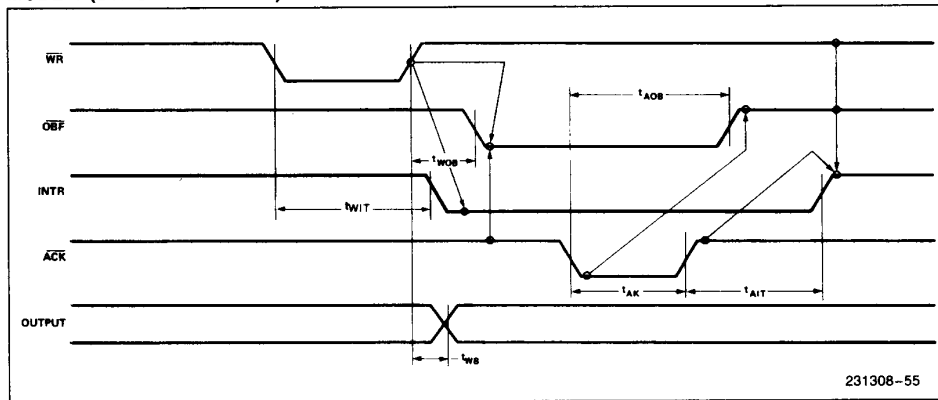 WR
OBF
tAOB
tWOB
INTR
tWIT
ACK
tAK
tAIT
OUTPUT
tWB
231308-55